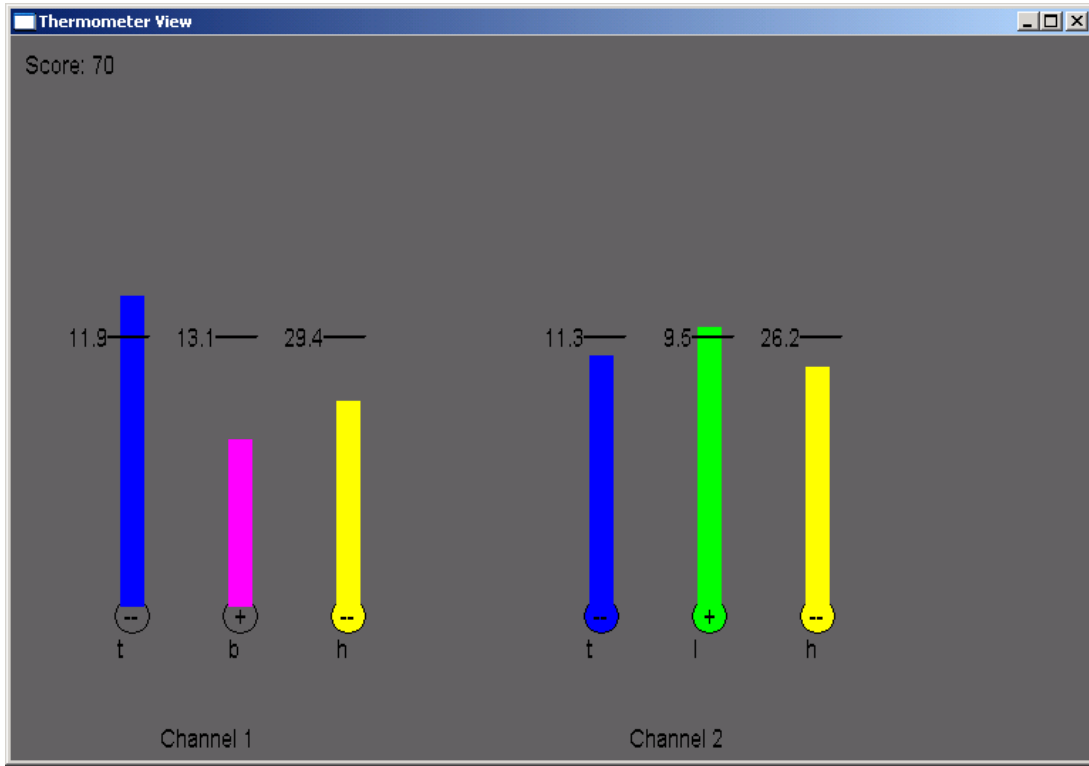 Thermometer View
Score: 70
11.9 13.1 29.4 11.3 9.5 26.2
-- + -- -- + --
t b h t l h
Channel 1 Channel 2